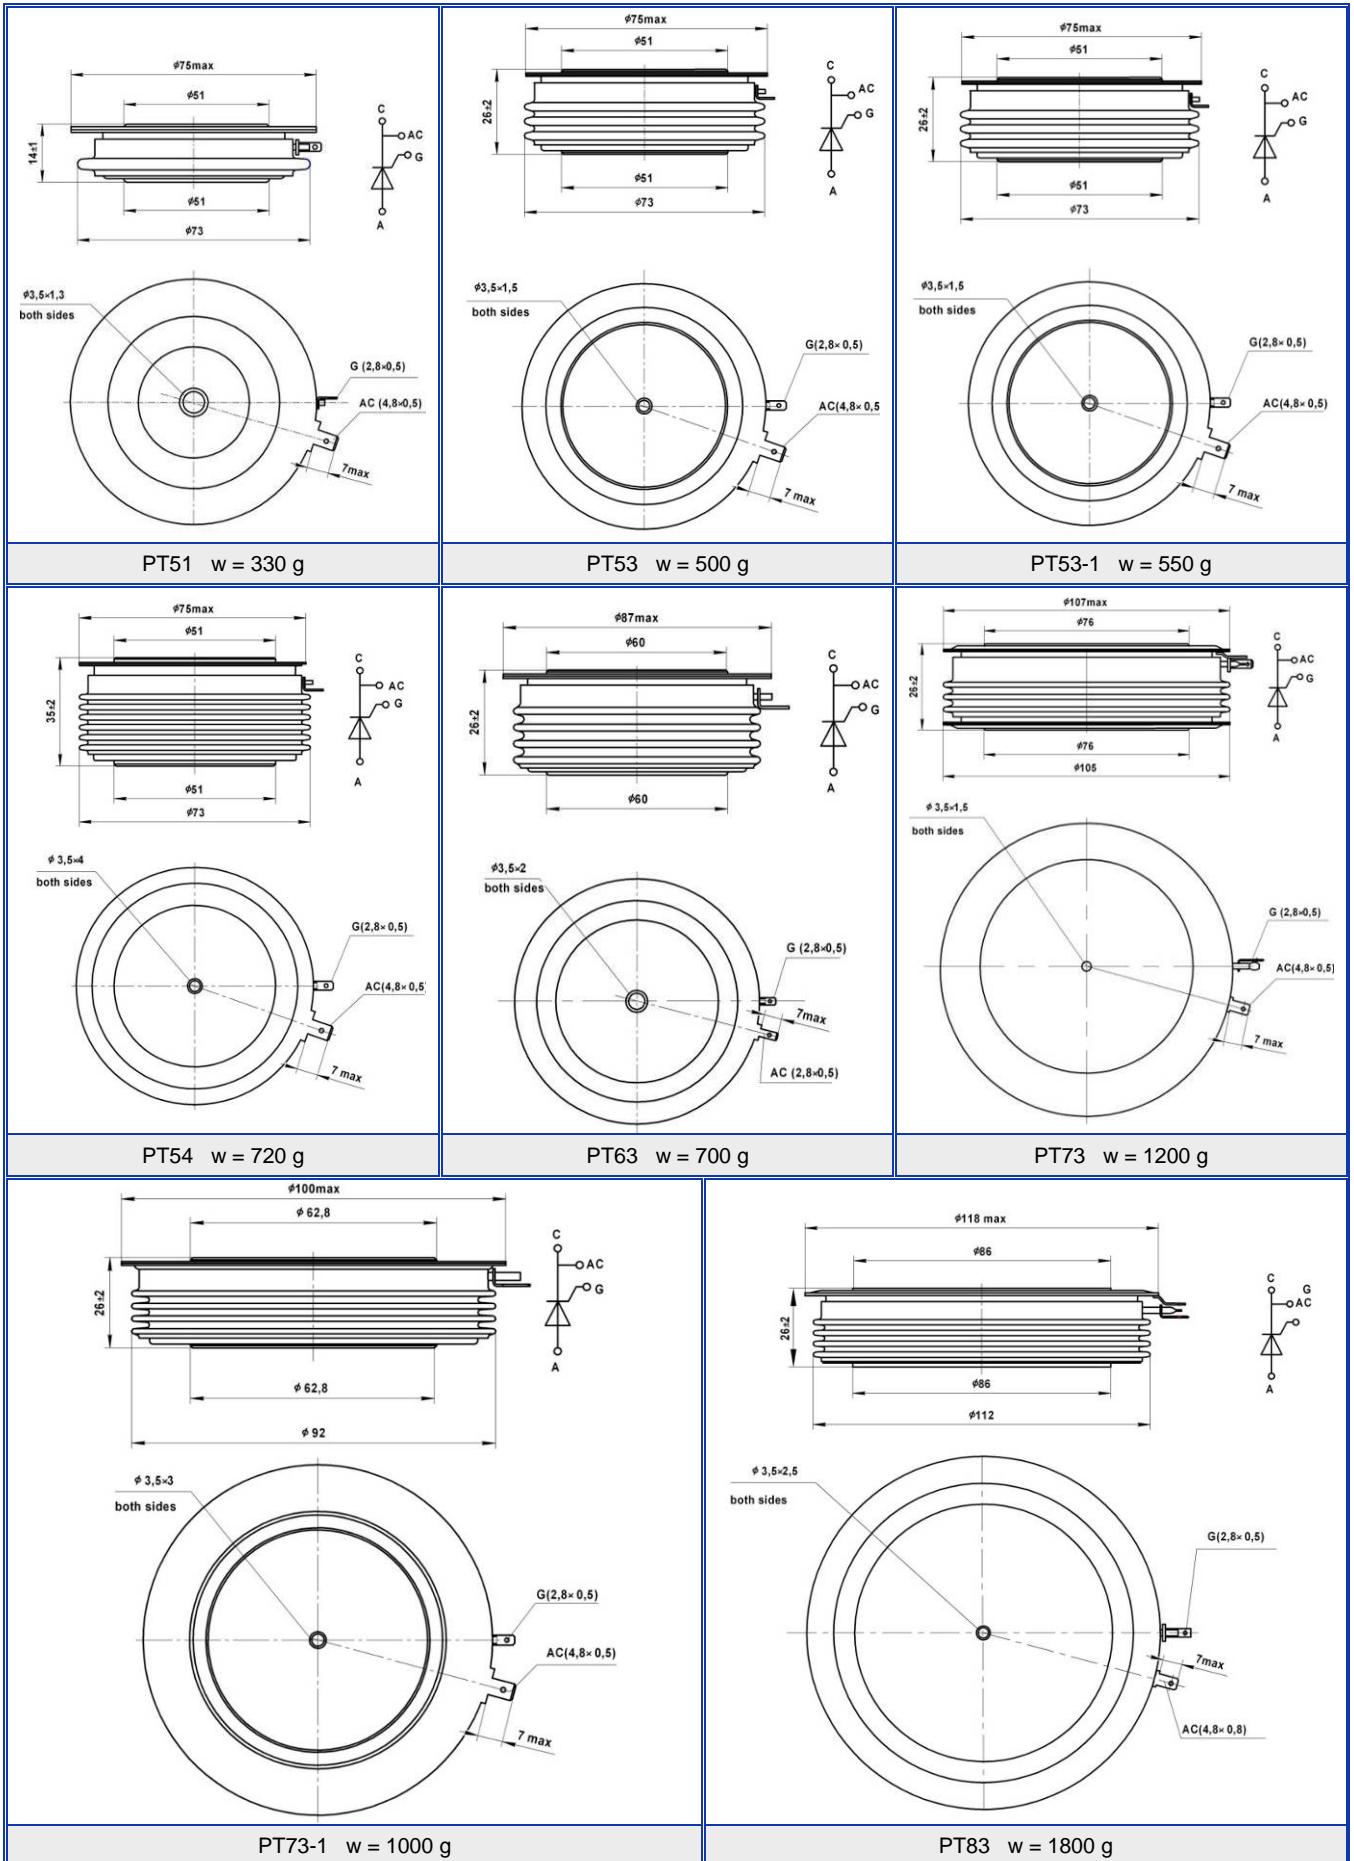 ϕ75max
ϕ51
14±1
ϕ51
ϕ73
C
AC
G
A
ϕ3,5×1,3
both sides
G (2,8×0,5)
AC (4,8×0,5)
7max
PT51 w = 330 g
ϕ75max
ϕ51
26±2
ϕ51
ϕ73
C
AC
G
A
ϕ3,5×1,5
both sides
G(2,8× 0,5)
AC(4,8× 0,5
7 max
PT53 w = 500 g
ϕ75max
ϕ51
26±2
ϕ51
ϕ73
C
AC
G
A
ϕ3,5×1,5
both sides
G(2,8× 0,5)
AC(4,8× 0,5)
7 max
PT53-1 w = 550 g
ϕ75max
ϕ51
35±2
ϕ51
ϕ73
C
AC
G
A
ϕ 3,5×4
both sides
G(2,8× 0,5)
AC(4,8× 0,5)
7 max
PT54 w = 720 g
ϕ87max
ϕ60
26±2
ϕ60
C
AC
G
A
ϕ3,5×2
both sides
G (2,8×0,5)
7max
AC (2,8×0,5)
PT63 w = 700 g
ϕ107max
ϕ76
26±2
ϕ76
ϕ105
C
AC
G
A
ϕ 3,5×1,5
both sides
G (2,8×0,5)
AC(4,8× 0,5)
7 max
PT73 w = 1200 g
ϕ100max
ϕ 62,8
26±2
ϕ 62,8
ϕ 92
C
AC
G
A
ϕ 3,5×3
both sides
G(2,8× 0,5)
AC(4,8× 0,5)
7 max
PT73-1 w = 1000 g
ϕ118 max
ϕ86
26±2
ϕ86
ϕ112
C
G
AC
A
ϕ 3,5×2,5
both sides
G(2,8× 0,5)
7max
AC(4,8× 0,8)
PT83 w = 1800 g